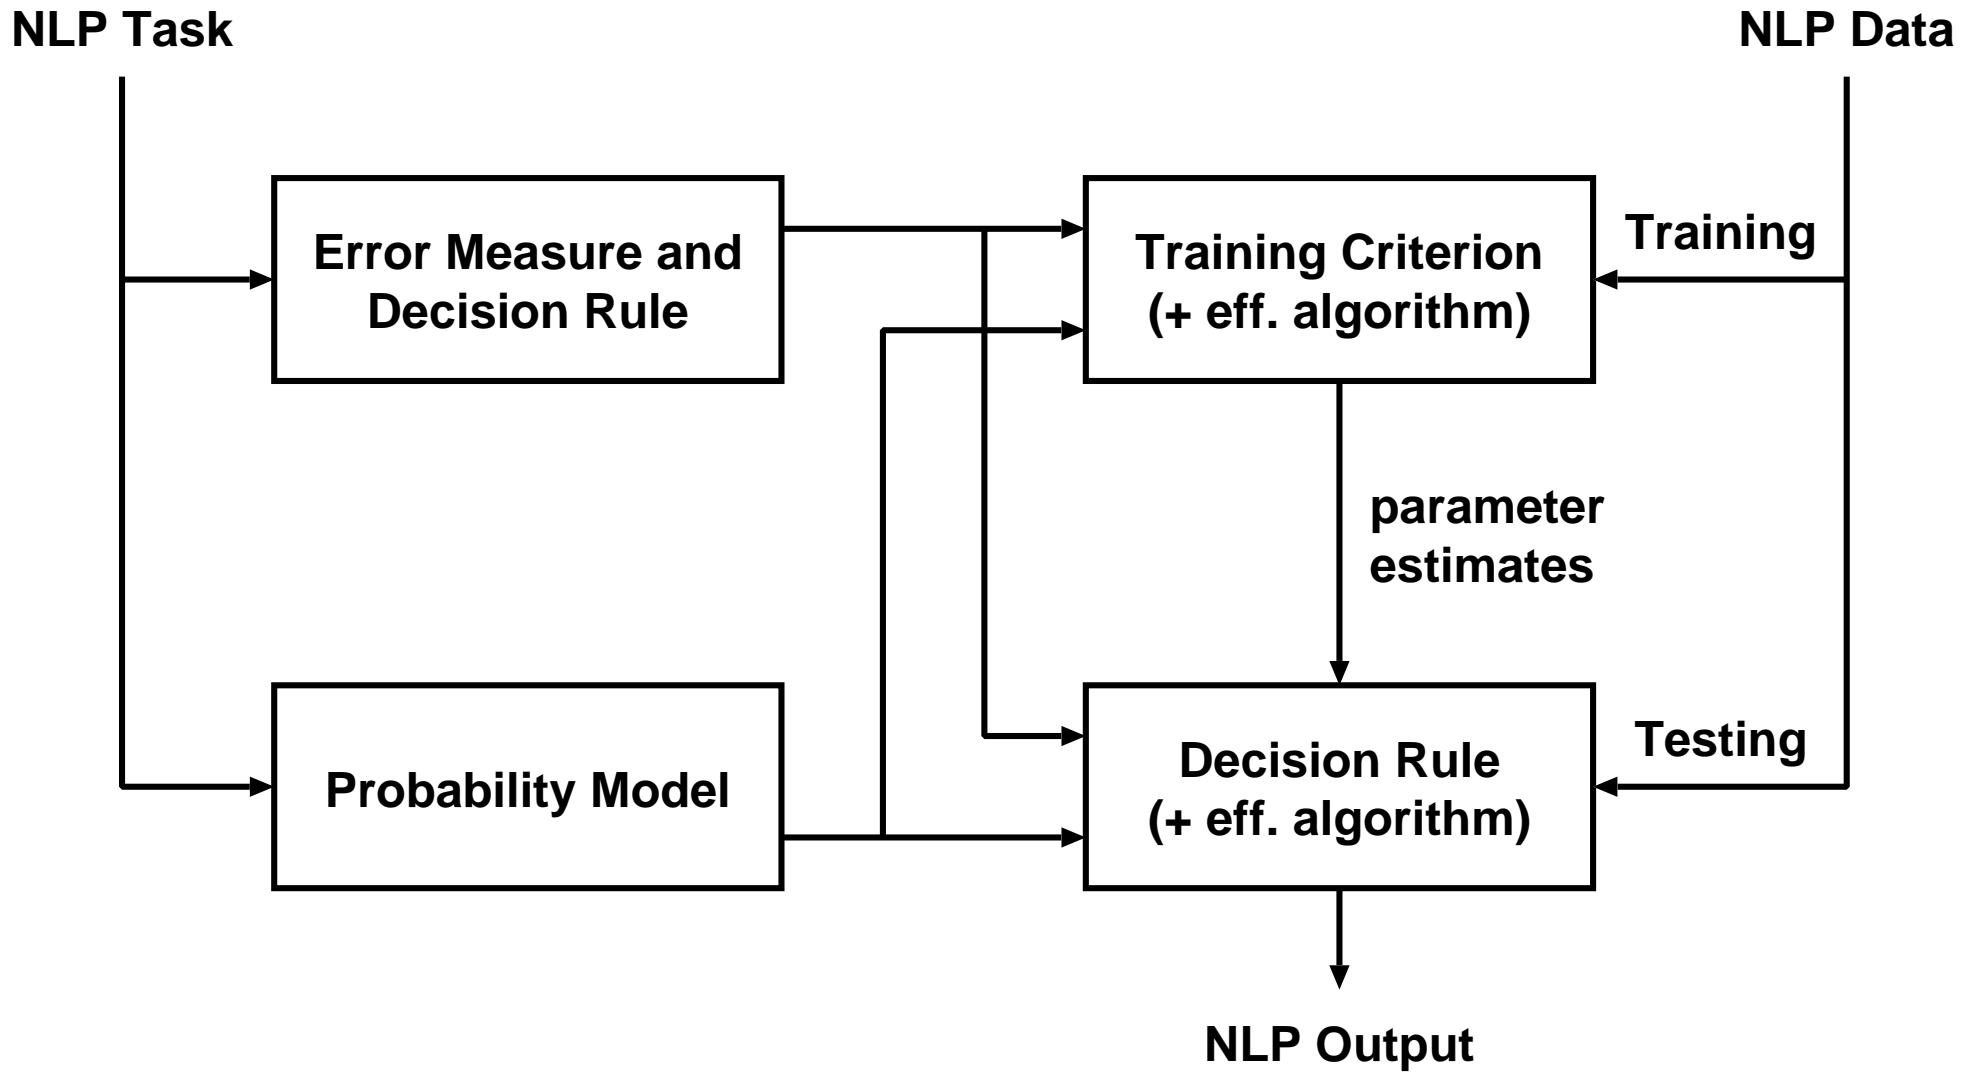 NLP Task
NLP Data
Error Measure and
Decision Rule
Training Criterion
(+ eff. algorithm)
Training
parameter
estimates
Probability Model
Decision Rule
(+ eff. algorithm)
Testing
NLP Output